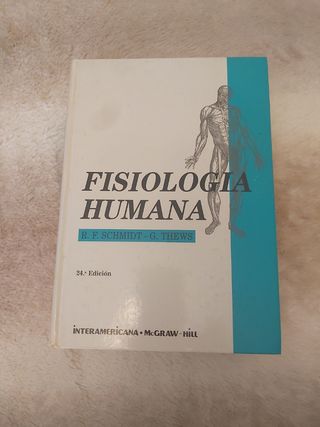 FISIOLOGIA
HUMANA
R. F. SCHMIDT - G. THEWS
24.ª Edición
INTERAMERICANA • McGRAW-HILL